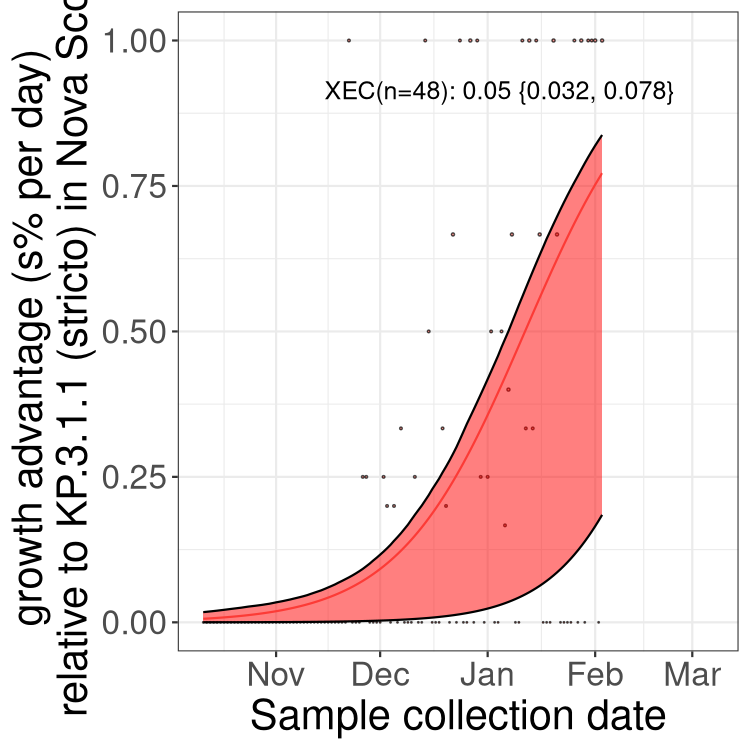 growth advantage (s% per day)
relative to KP.3.1.1 (stricto) in Nova Sco
1.00
0.75
0.50
0.25
0.00
XEC(n=48): 0.05 {0.032, 0.078}
Nov Dec Jan Feb Mar
Sample collection date